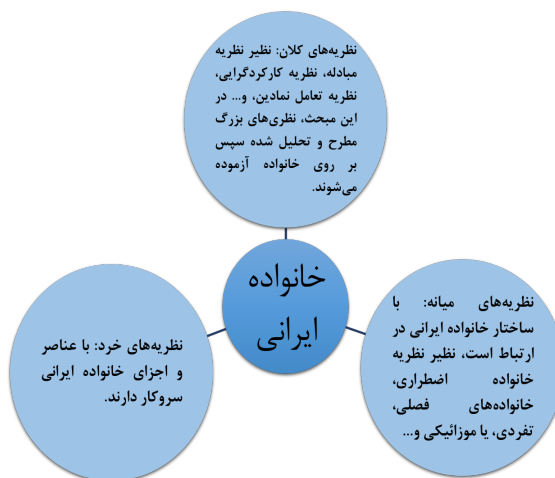 نظریه‌های کلان: نظیر نظریه
مبادله، نظریه کارکردگرایی،
نظریه تعامل نمادین، و... در
این مبحث، نظری‌های بزرگ
مطرح و تحلیل شده سپس
بر روی خانواده آزموده
می‌شوند.
خانواده
ایرانی
نظریه‌های میانه: با
ساختار خانواده ایرانی در
ارتباط است، نظیر نظریه
خانواده اضطراری،
خانواده‌های فصلی،
تفردی، یا موزائیکی و...
نظریه‌های خرد: با عناصر
و اجزای خانواده ایرانی
سروکار دارند.